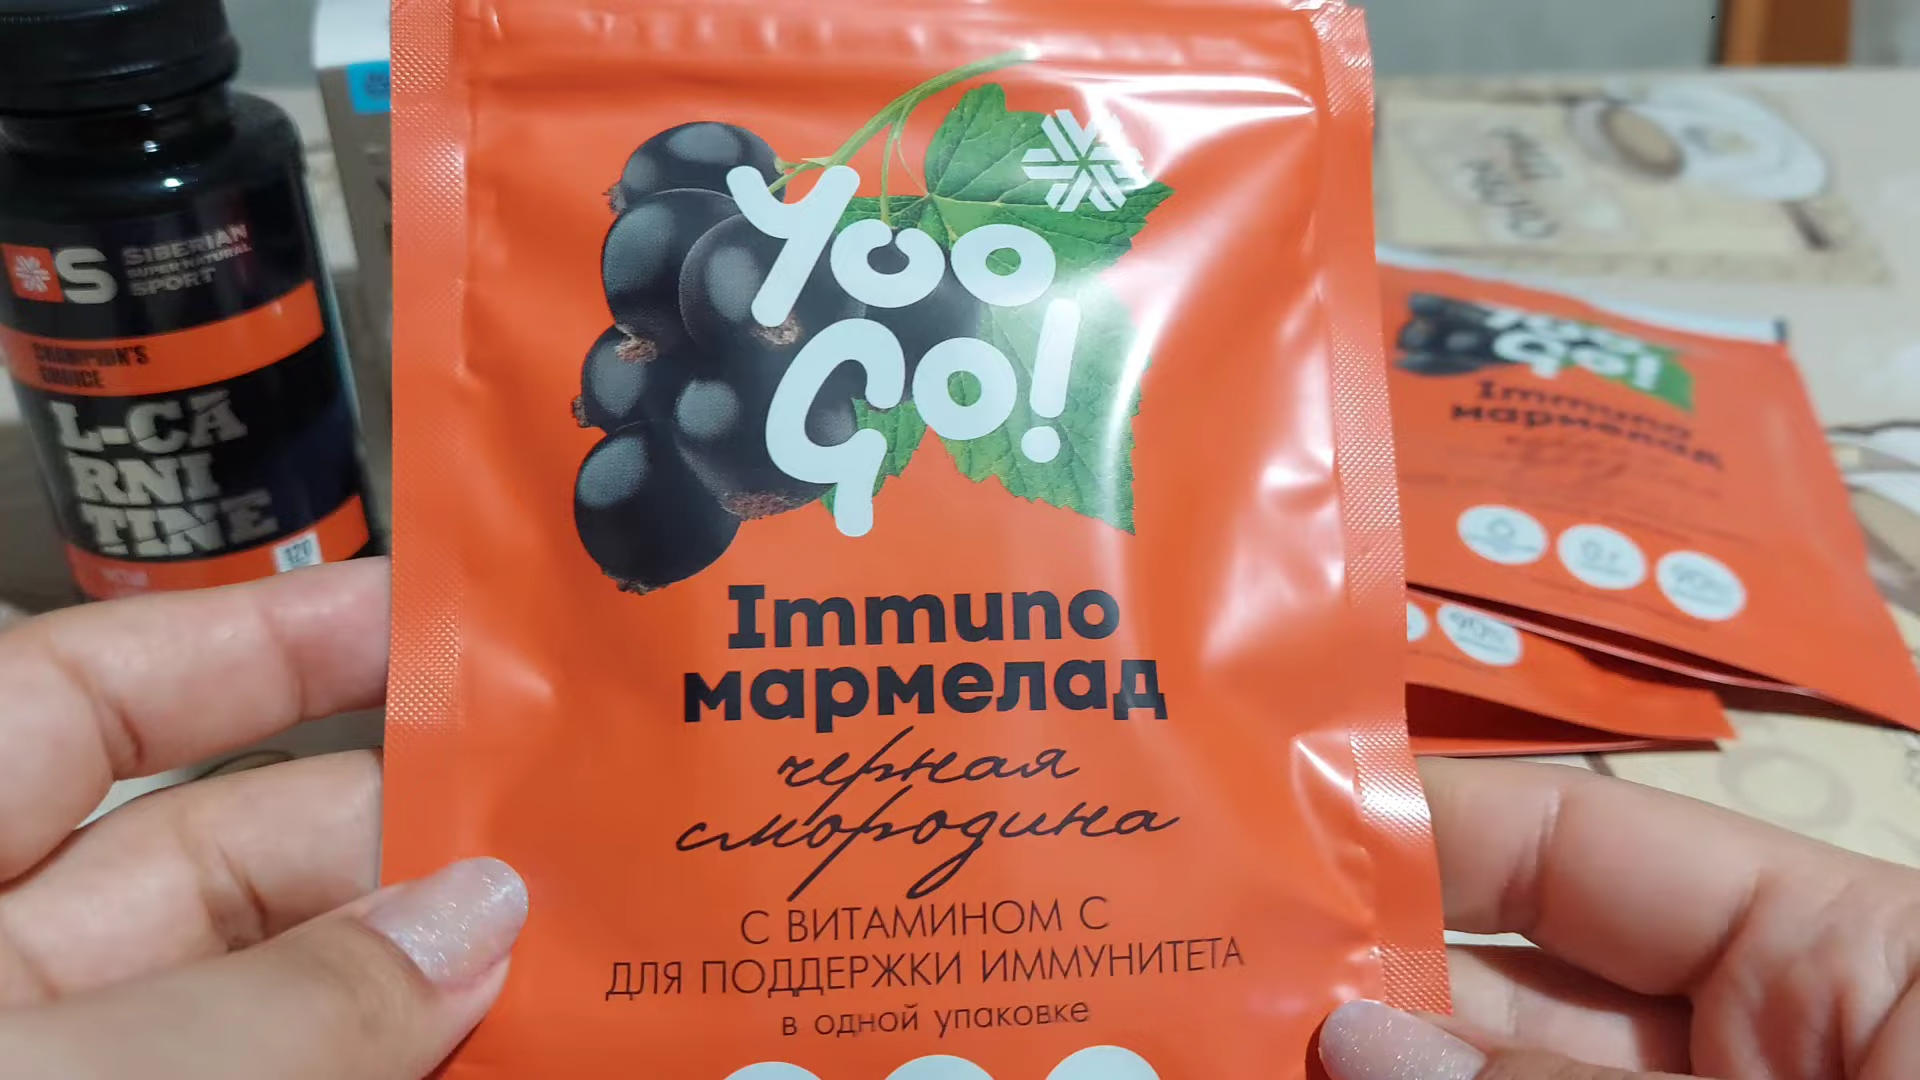 Yoo
Go!
Immuno
мармелад
черная
смородина
С ВИТАМИНОМ С
ДЛЯ ПОДДЕРЖКИ ИММУНИТЕТА
в одной упаковке
S
SIBERIAN
SUPER NATURAL
SPORT
CHAMPION'S
CHOICE
L-CA
RNI
TINE
120
Yoo
Go!
Immuno
мармелад
90%